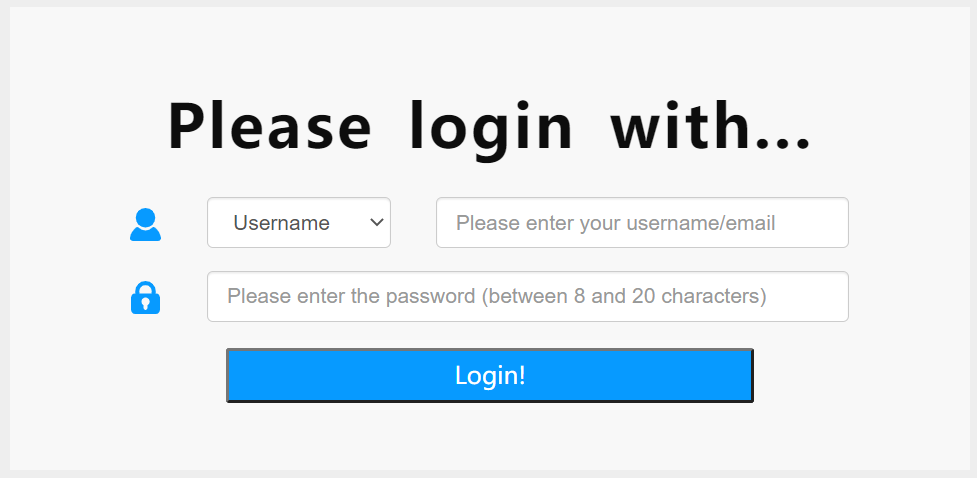 Please login with...
Username Please enter your username/email
Please enter the password (between 8 and 20 characters)
Login!